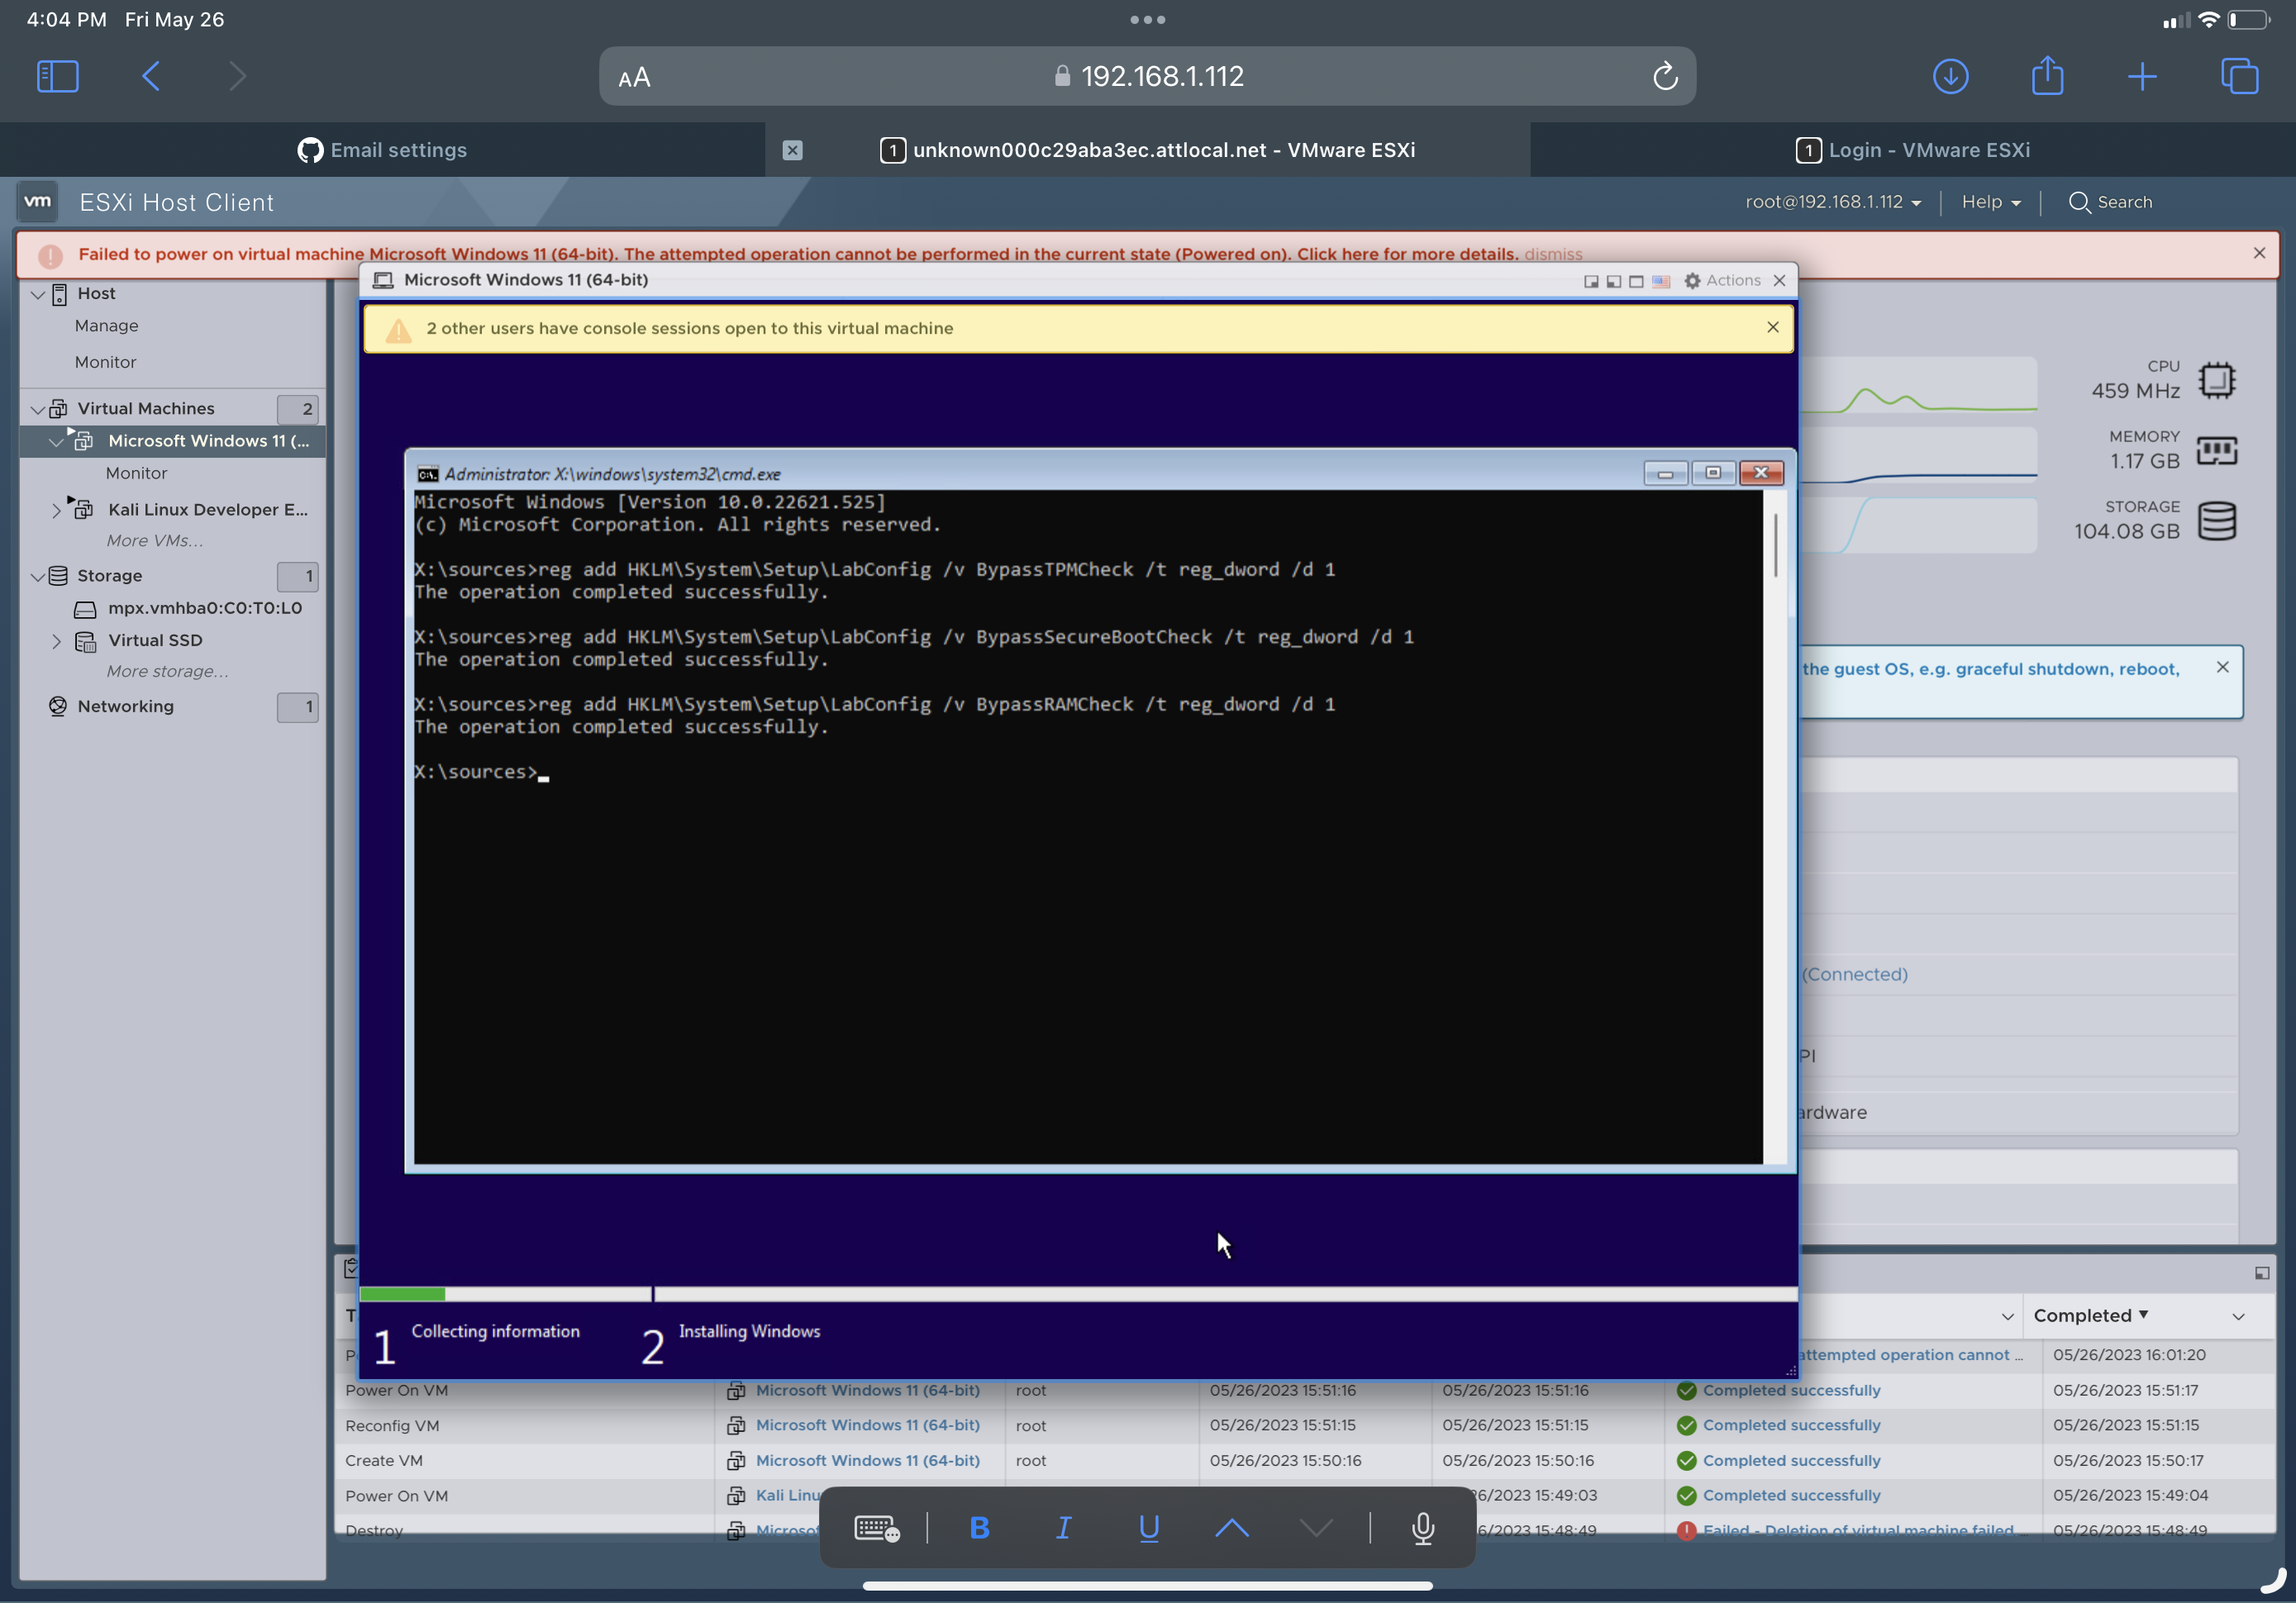 4:04 PM Fri May 26
AA
192.168.1.112
Email settings
1 unknown000c29aba3ec.attlocal.net - VMware ESXi
1 Login - VMware ESXi
vm ESXi Host Client
root@192.168.1.112
Help
Search
Failed to power on virtual machine Microsoft Windows 11 (64-bit). The attempted operation cannot be performed in the current state (Powered on). Click here for more details. dismiss
Host
Manage
Monitor
Virtual Machines 2
Microsoft Windows 11 (...
Monitor
Kali Linux Developer E...
More VMs...
Storage 1
mpx.vmhba0:C0:T0:L0
Virtual SSD
More storage...
Networking 1
Microsoft Windows 11 (64-bit)
Actions
2 other users have console sessions open to this virtual machine
Administrator: X:\windows\system32\cmd.exe
Microsoft Windows [Version 10.0.22621.525]
(c) Microsoft Corporation. All rights reserved.
X:\sources>reg add HKLM\System\Setup\LabConfig /v BypassTPMCheck /t reg_dword /d 1
The operation completed successfully.
X:\sources>reg add HKLM\System\Setup\LabConfig /v BypassSecureBootCheck /t reg_dword /d 1
The operation completed successfully.
X:\sources>reg add HKLM\System\Setup\LabConfig /v BypassRAMCheck /t reg_dword /d 1
The operation completed successfully.
X:\sources>
1 Collecting information
2 Installing Windows
CPU
459 MHz
MEMORY
1.17 GB
STORAGE
104.08 GB
the guest OS, e.g. graceful shutdown, reboot,
(Connected)
PI
ardware
Completed
attempted operation cannot ... 05/26/2023 16:01:20
Power On VM Microsoft Windows 11 (64-bit) root 05/26/2023 15:51:16 05/26/2023 15:51:16 Completed successfully 05/26/2023 15:51:17
Reconfig VM Microsoft Windows 11 (64-bit) root 05/26/2023 15:51:15 05/26/2023 15:51:15 Completed successfully 05/26/2023 15:51:15
Create VM Microsoft Windows 11 (64-bit) root 05/26/2023 15:50:16 05/26/2023 15:50:16 Completed successfully 05/26/2023 15:50:17
Power On VM Kali Linu 26/2023 15:49:03 Completed successfully 05/26/2023 15:49:04
Destroy Microsof 26/2023 15:48:49 Failed - Deletion of virtual machine failed ... 05/26/2023 15:48:49
B I U